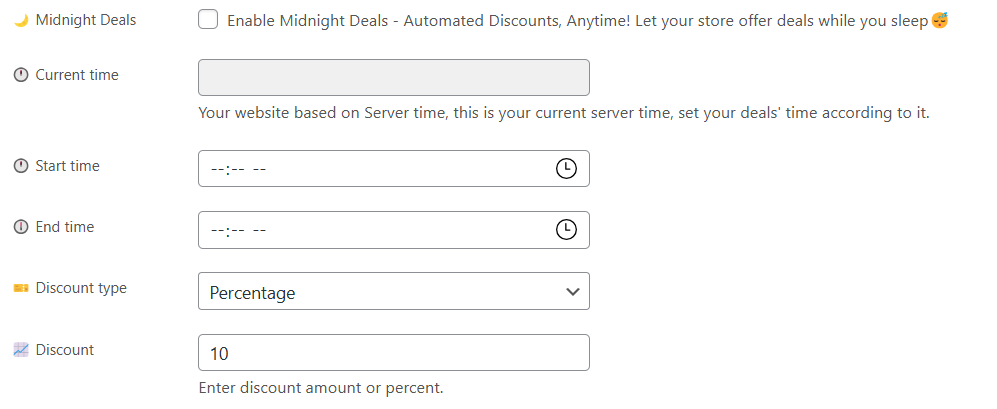 🌙 Midnight Deals
Enable Midnight Deals - Automated Discounts, Anytime! Let your store offer deals while you sleep😴
🕛 Current time
Your website based on Server time, this is your current server time, set your deals' time according to it.
🕛 Start time
--:-- --
🕧 End time
--:-- --
🎫 Discount type
Percentage
📈 Discount
10
Enter discount amount or percent.